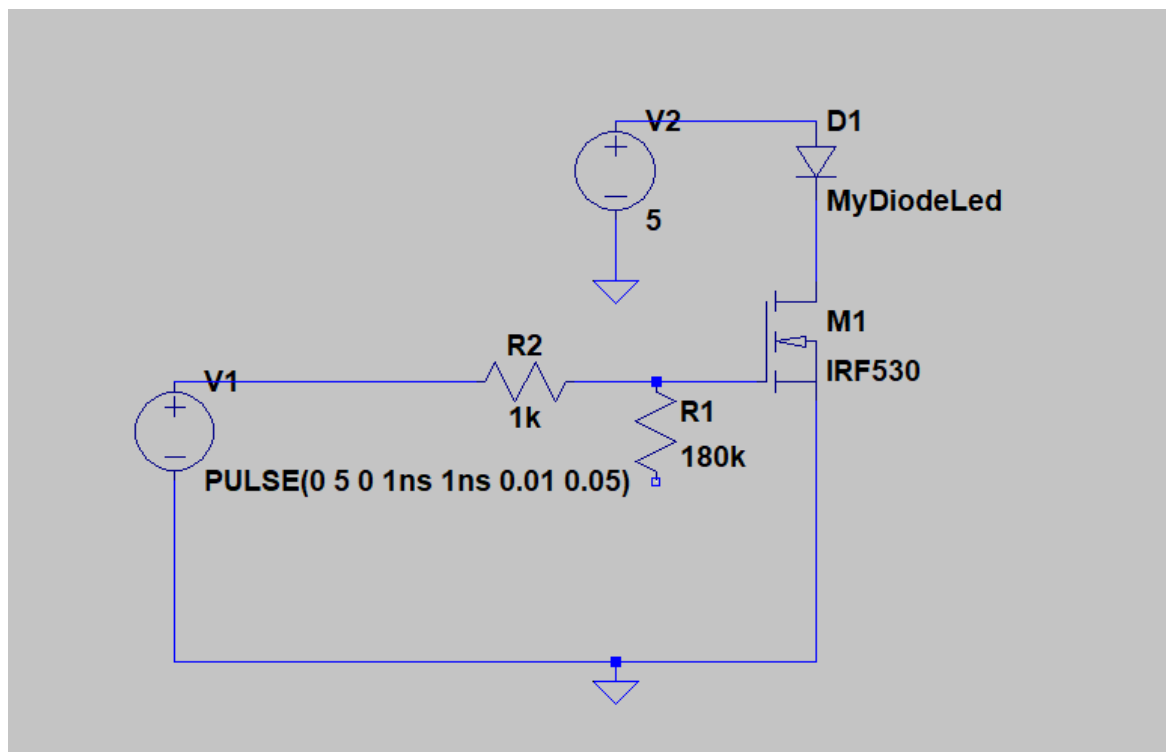 V2
D1
MyDiodeLed
5
M1
IRF530
R2
1k
V1
R1
180k
PULSE(0 5 0 1ns 1ns 0.01 0.05)